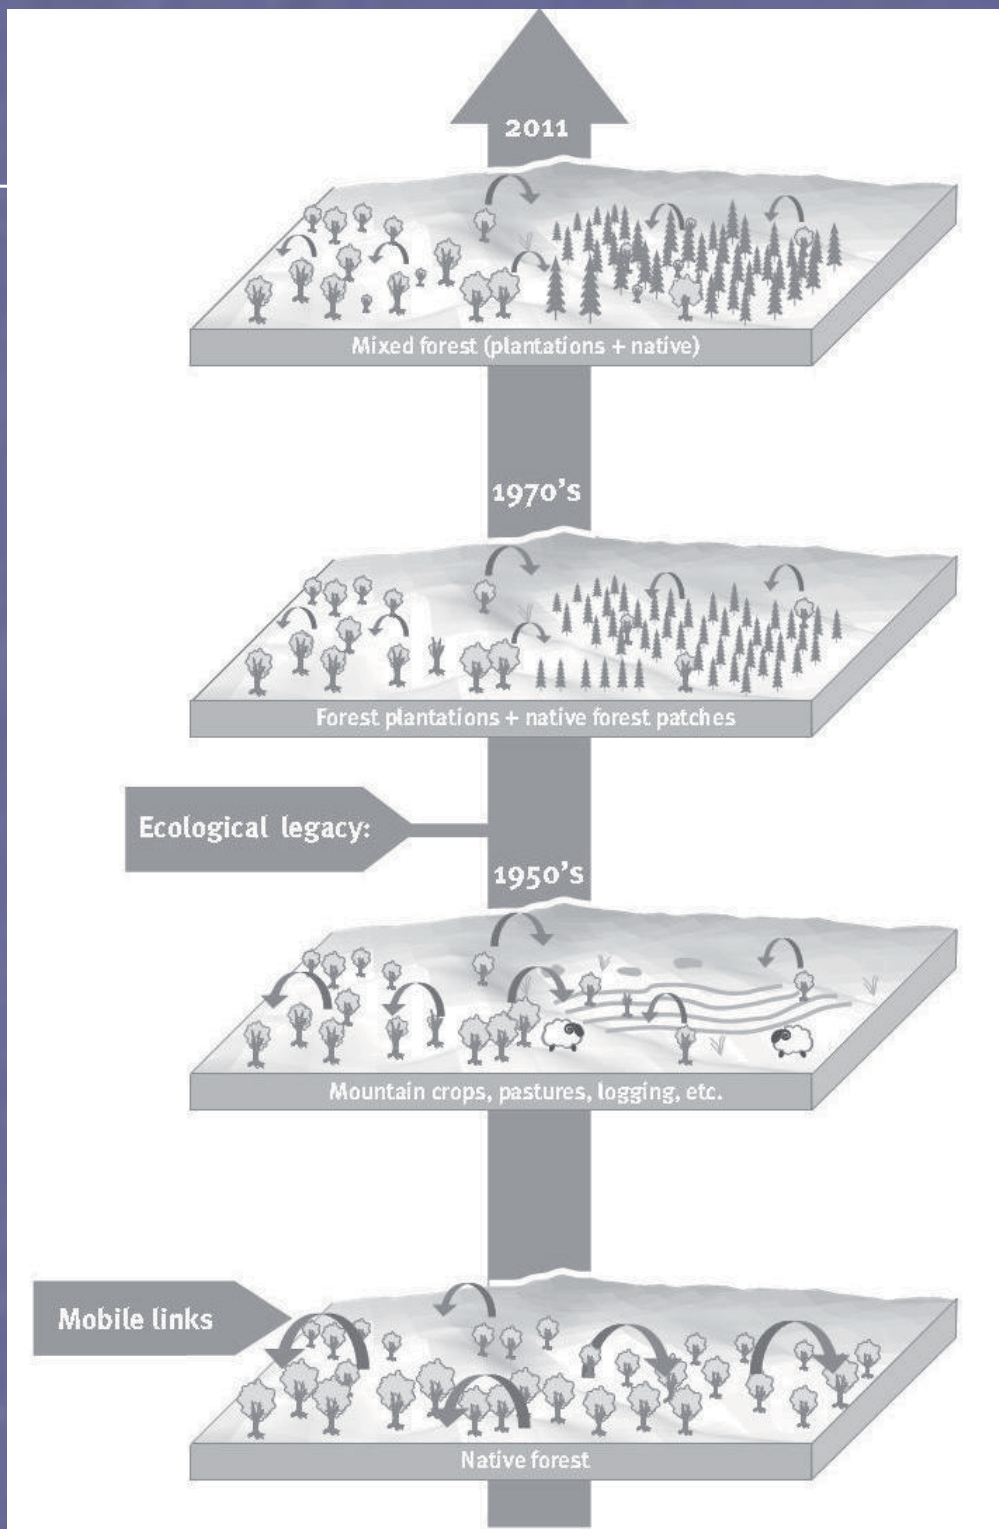 2011
Mixed forest (plantations + native)
1970's
Forest plantations + native forest patches
Ecological legacy:
1950's
Mountain crops, pastures, logging, etc.
Mobile links
Native forest